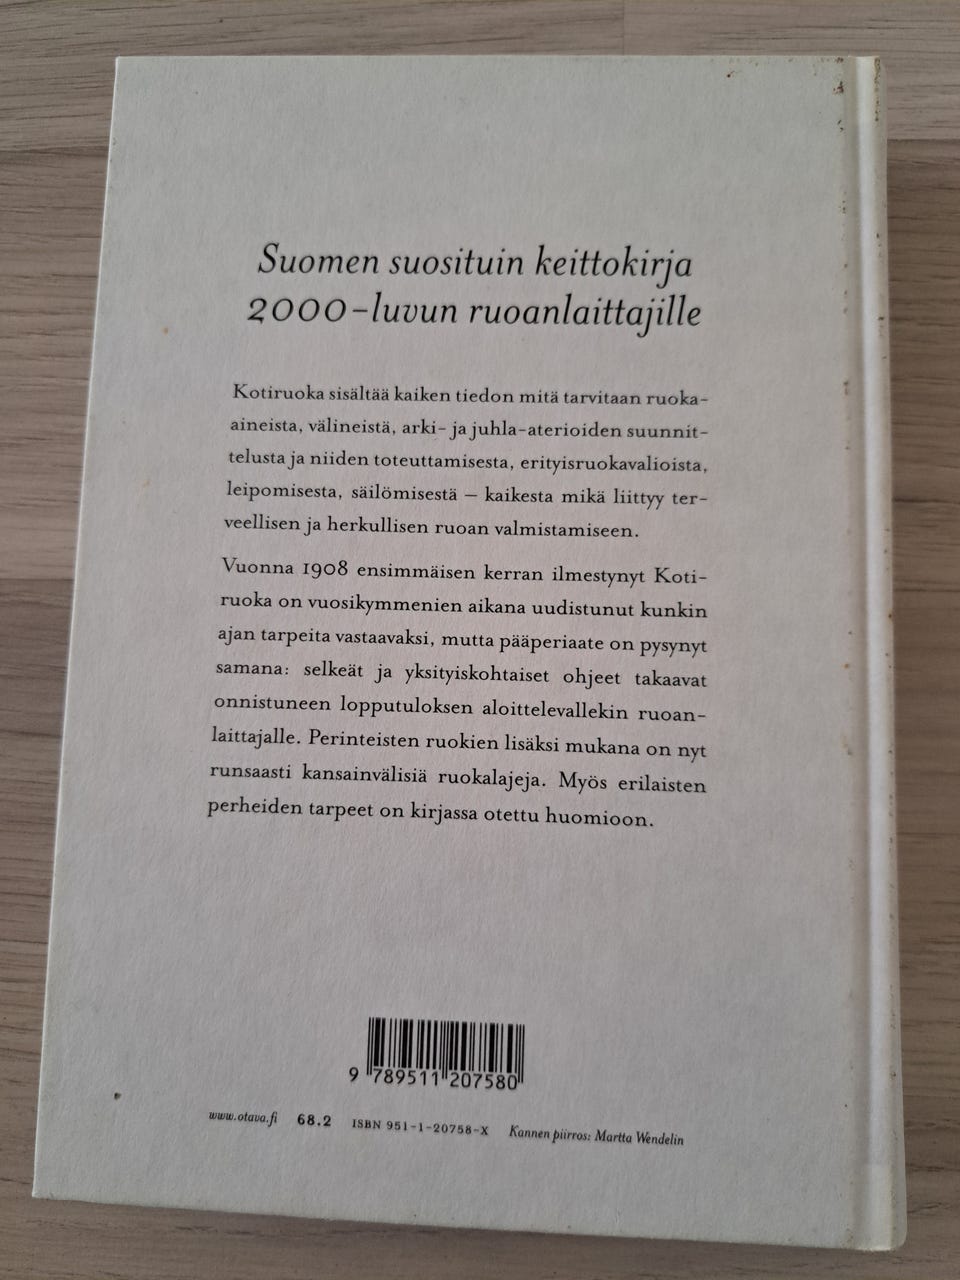 Suomen suosituin keittokirja
2000-luvun ruoanlaittajille
Kotiruoka sisältää kaiken tiedon mitä tarvitaan ruoka-
aineista, välineistä, arki- ja juhla-aterioiden suunnit-
telusta ja niiden toteuttamisesta, erityisruokavalioista,
leipomisesta, säilömisestä – kaikesta mikä liittyy ter-
veellisen ja herkullisen ruoan valmistamiseen.
Vuonna 1908 ensimmäisen kerran ilmestynyt Koti-
ruoka on vuosikymmenien aikana uudistunut kunkin
ajan tarpeita vastaavaksi, mutta pääperiaate on pysynyt
samana: selkeät ja yksityiskohtaiset ohjeet takaavat
onnistuneen lopputuloksen aloittelevallekin ruoan-
laittajalle. Perinteisten ruokien lisäksi mukana on nyt
runsaasti kansainvälisiä ruokalajeja. Myös erilaisten
perheiden tarpeet on kirjassa otettu huomioon.
9 789511 207580
www.otava.fi 68.2 ISBN 951-1-20758-X Kannen piirros: Martta Wendelin